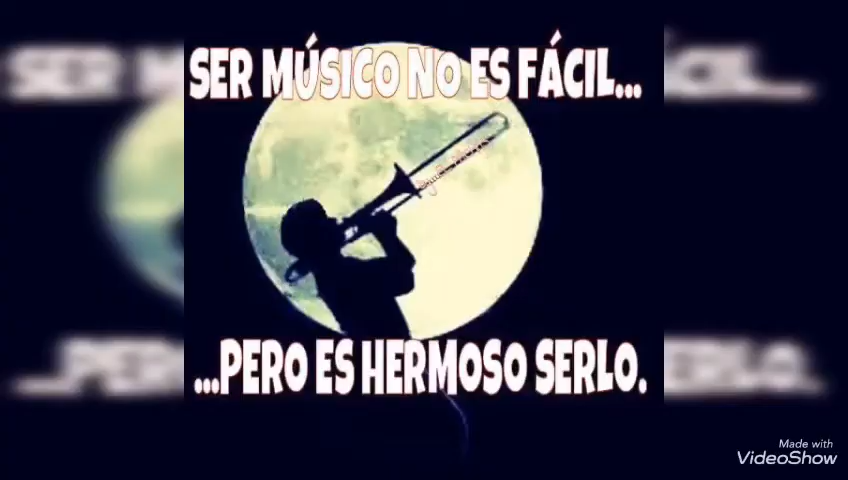 SER MÚSICO NO ES FÁCIL...
...PERO ES HERMOSO SERLO.
Made with
VideoShow